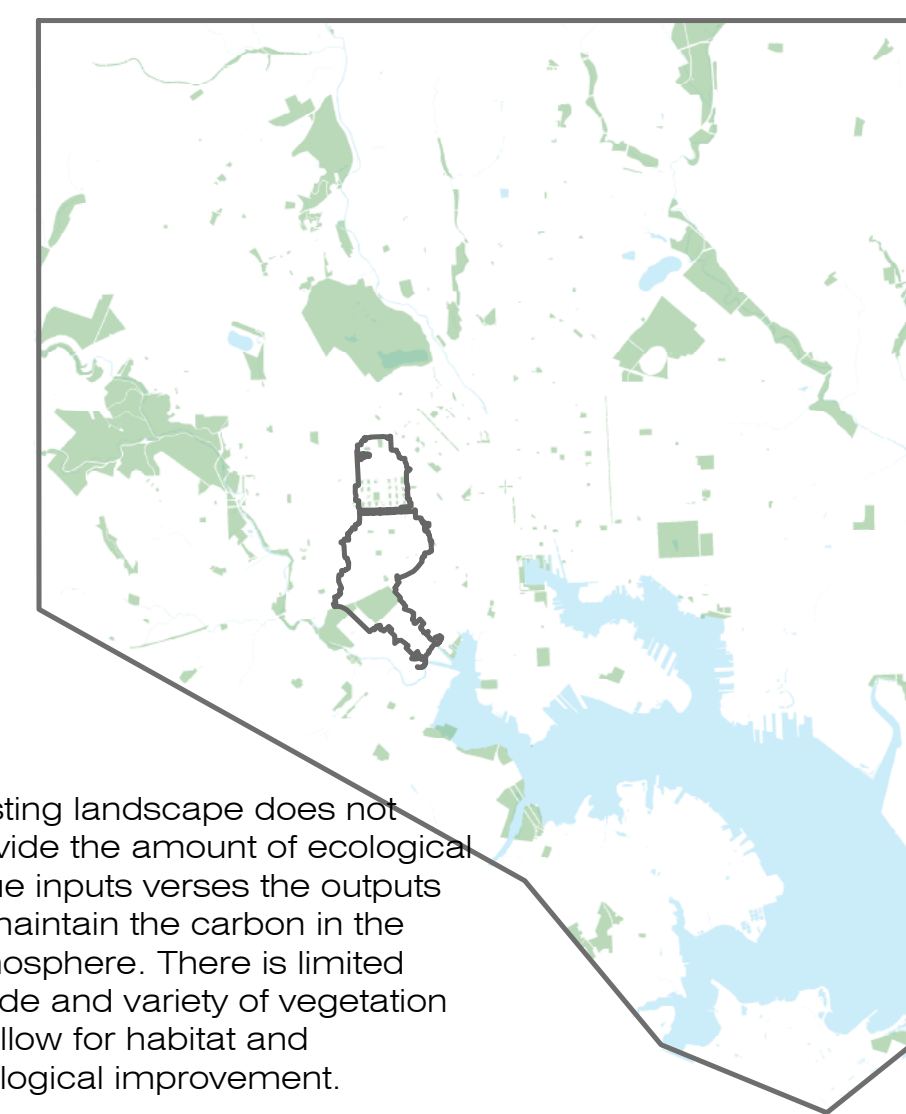 sting landscape does not
vide the amount of ecological
ue inputs verses the outputs
maintain the carbon in the
nosphere. There is limited
de and variety of vegetation
llow for habitat and
logical improvement.